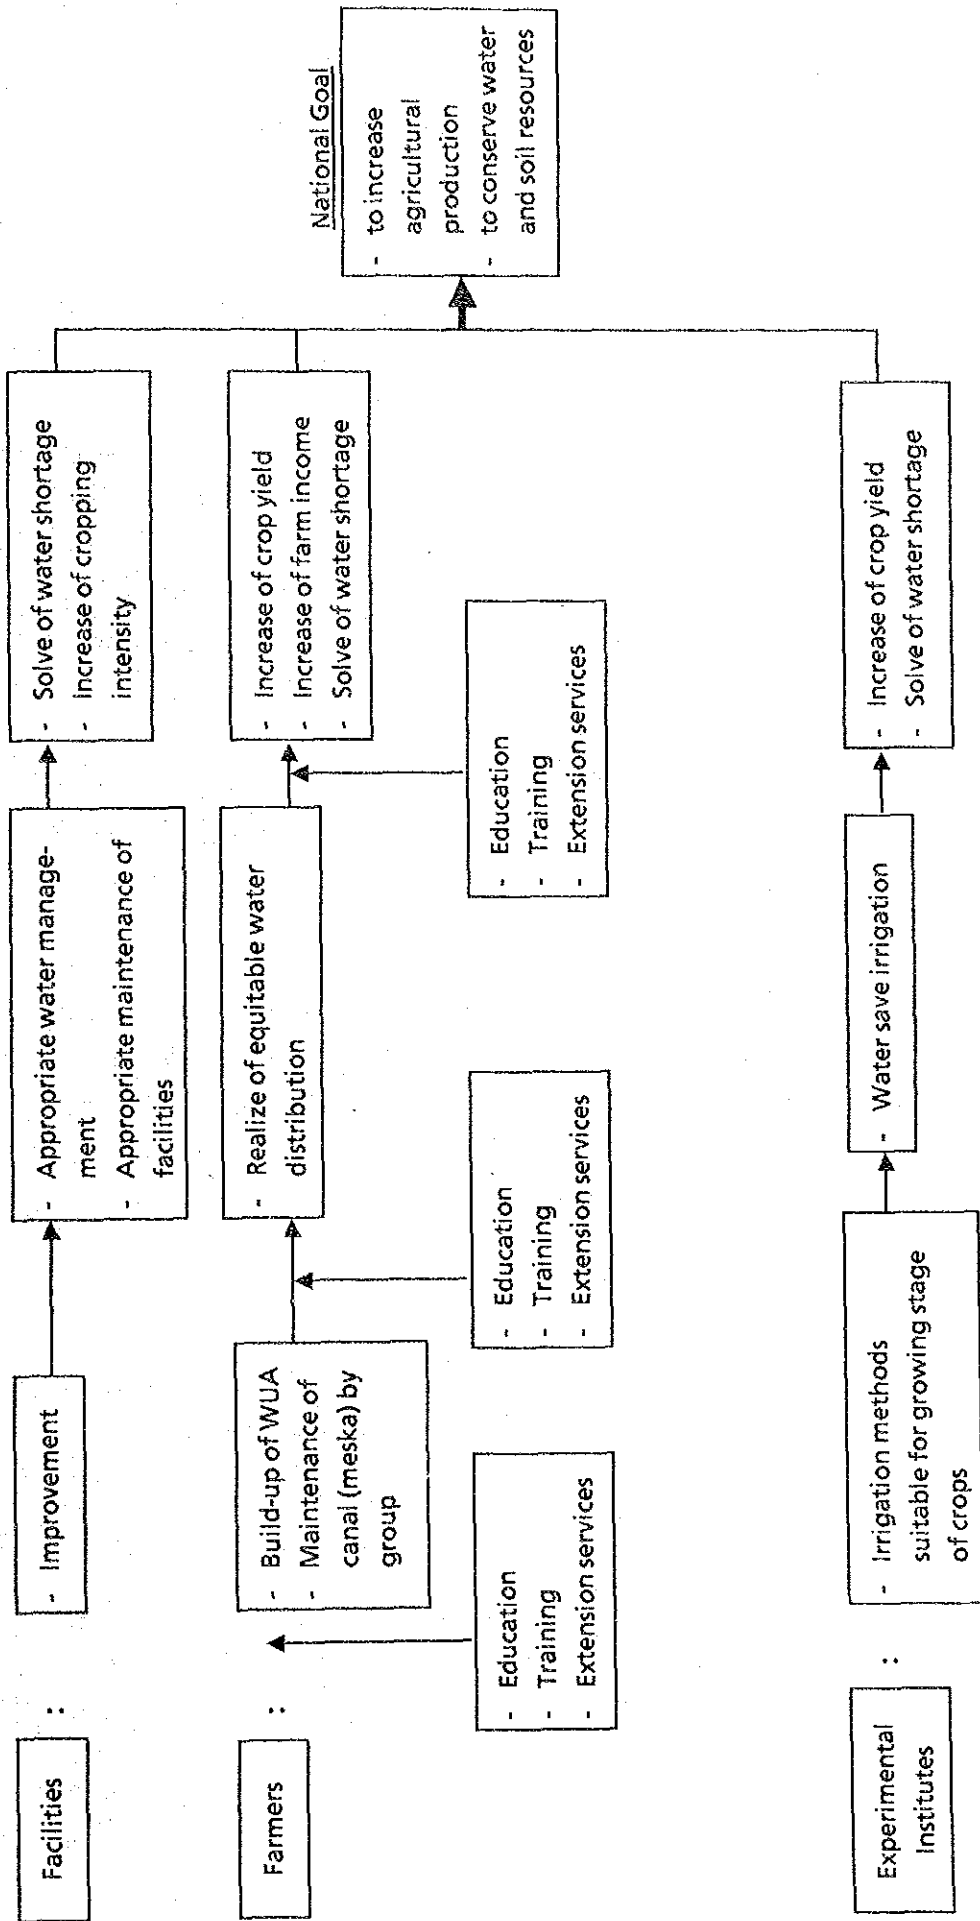 Facilities :
- Improvement
- Appropriate water manage-
ment
- Appropriate maintenance of
facilities
- Solve of water shortage
- Increase of cropping
intensity
Farmers :
- Build-up of WUA
- Maintenance of
canal (meska) by
group
- Realize of equitable water
distribution
- Increase of crop yield
- Increase of farm income
- Solve of water shortage
- Education
- Training
- Extension services
- Education
- Training
- Extension services
- Education
- Training
- Extension services
Experimental
Institutes
:
- Irrigation methods
suitable for growing stage
of crops
- Water save irrigation
- Increase of crop yield
- Solve of water shortage
National Goal
- to increase
agricultural
production
- to conserve water
and soil resources